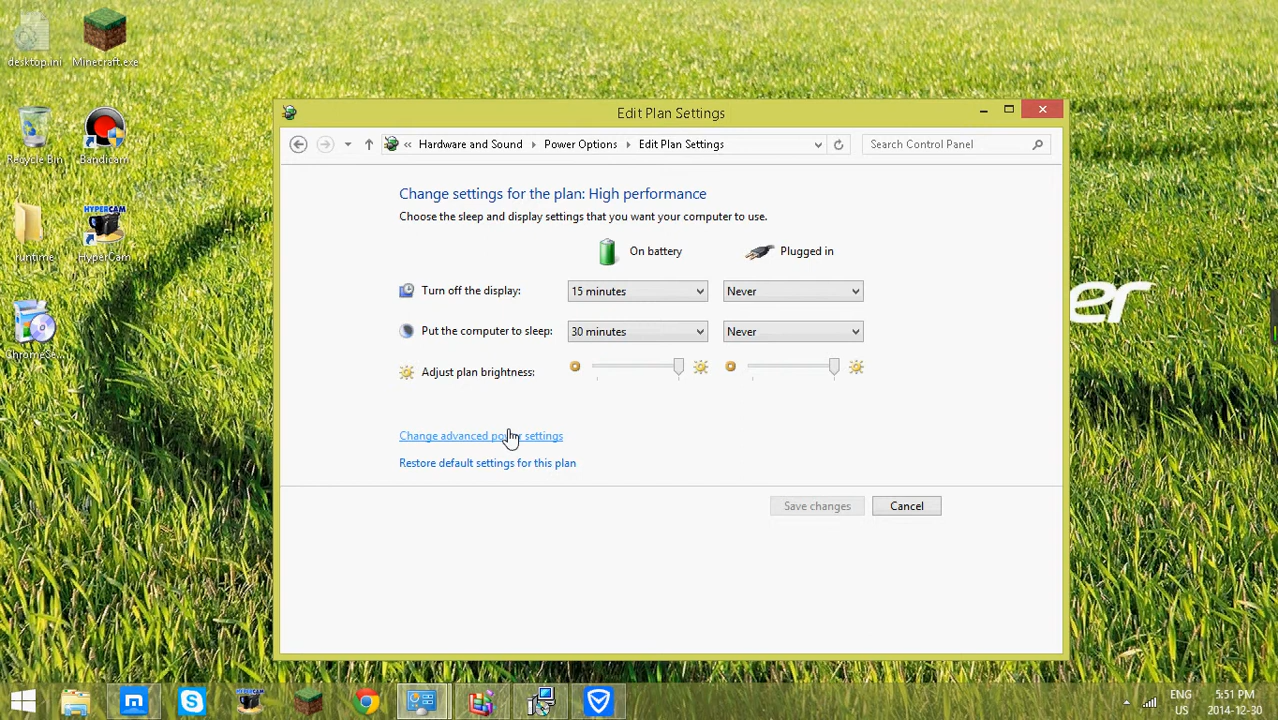 desktop.ini
Minecraft.exe
Recycle Bin
Bandicam
runtime
HYPERCAM
HyperCam
ChromeSe...
er
Edit Plan Settings
« Hardware and Sound
Power Options
Edit Plan Settings
Search Control Panel
Change settings for the plan: High performance
Choose the sleep and display settings that you want your computer to use.
On battery
Plugged in
Turn off the display:
15 minutes
Never
Put the computer to sleep:
30 minutes
Never
Adjust plan brightness:
Change advanced power settings
Restore default settings for this plan
Save changes
Cancel
HYPERCAM
ENG
US
5:51 PM
2014-12-30